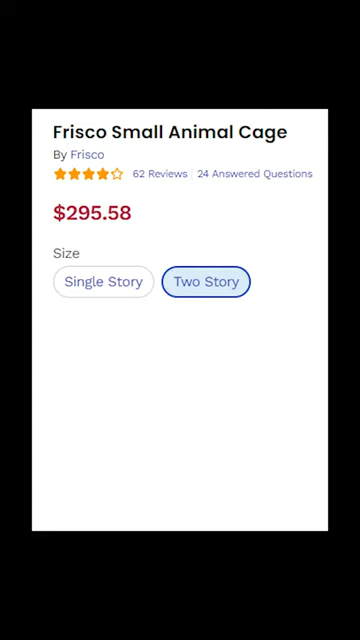 Frisco Small Animal Cage
By Frisco
62 Reviews 24 Answered Questions
$295.58
Size
Single Story Two Story